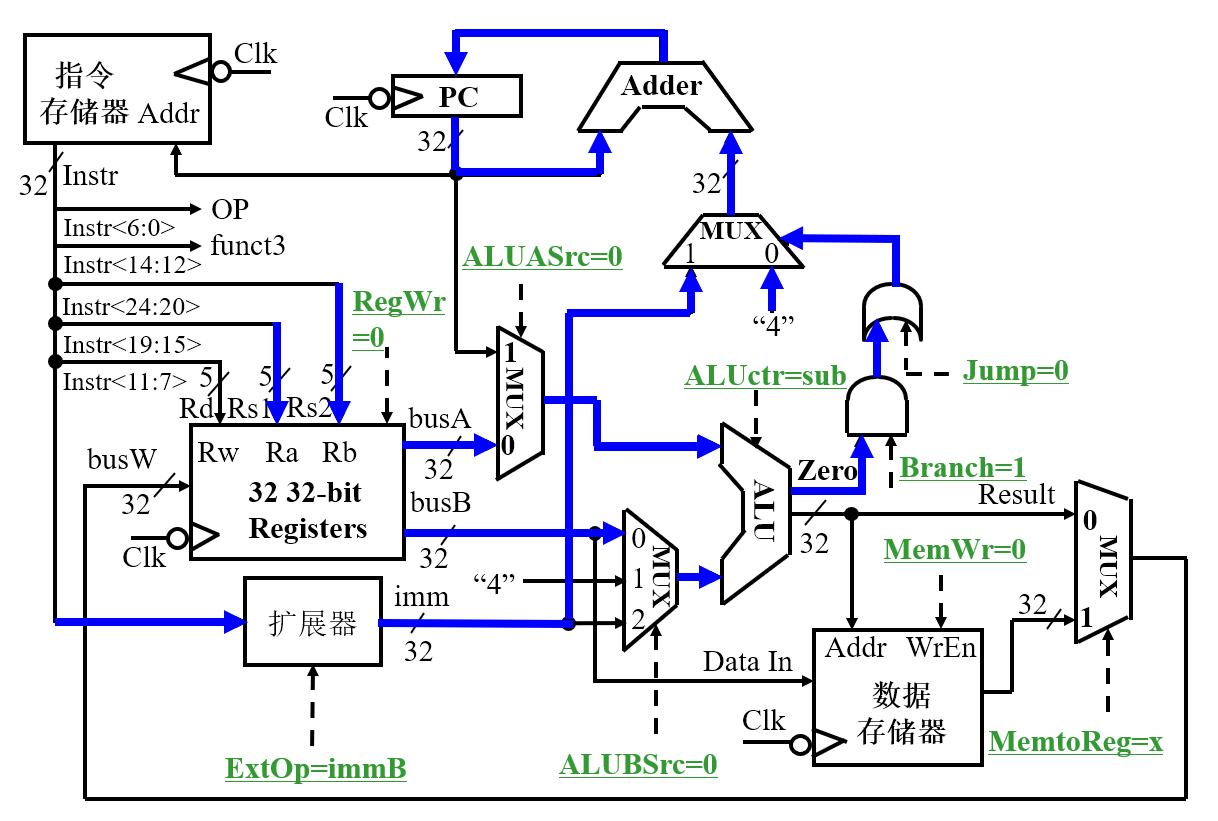 指令
存储器 Addr
Clk
PC
Clk
Adder
32
32
Instr
32
OP
Instr<6:0>
funct3
Instr<14:12>
Instr<24:20>
Instr<19:15>
Instr<11:7>
ALUASrc=0
RegWr
=0
MUX
1
0
“4”
Jump=0
ALUctr=sub
1
MUX
0
5
5
5
Rd
Rs1
Rs2
busA
32
busW
32
Rw
Ra
Rb
32 32-bit
Registers
Clk
busB
32
Zero
ALU
32
Branch=1
Result
0
MUX
1
MemWr=0
32
0
1
2
MUX
“4”
imm
32
扩展器
ExtOp=immB
ALUBSrc=0
Data In
Addr
WrEn
数据
存储器
Clk
MemtoReg=x